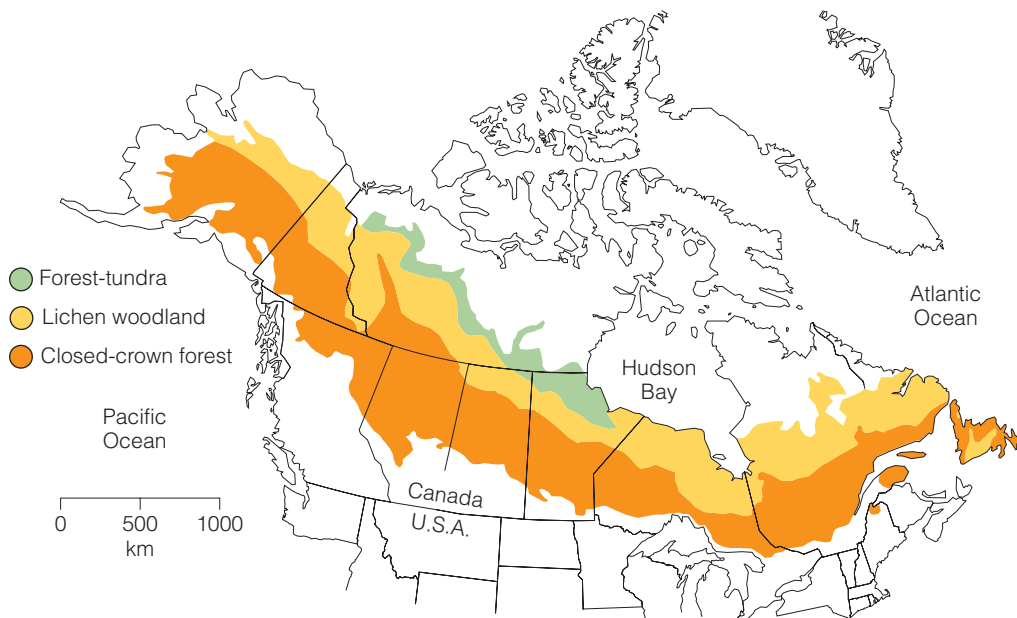 Forest-tundra
Lichen woodland
Closed-crown forest
Pacific
Ocean
Atlantic
Ocean
Hudson
Bay
Canada
U.S.A.
0 500 1000
km